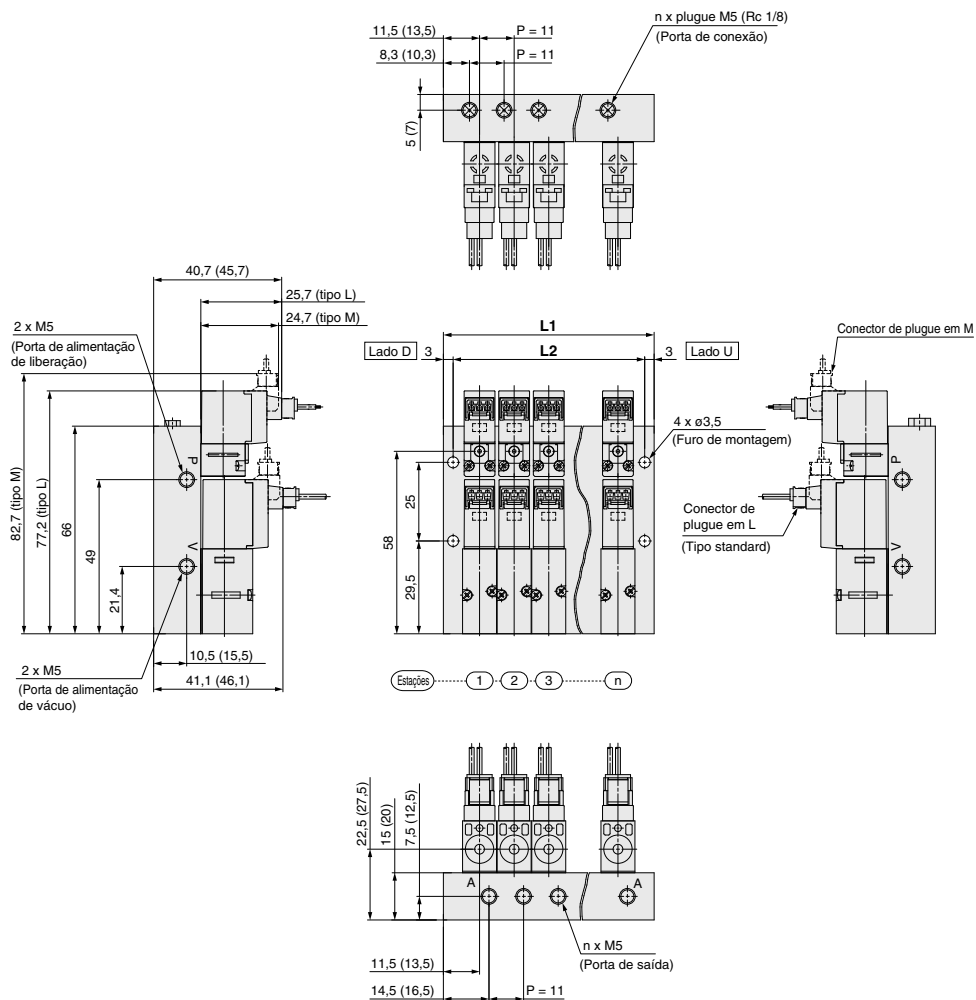 11,5 (13,5)
P = 11
8,3 (10,3)
P = 11
n x plugue M5 (Rc 1/8)
(Porta de conexão)
5 (7)
40,7 (45,7)
25,7 (tipo L)
24,7 (tipo M)
2 x M5
(Porta de alimentação
de liberação)
P
V
82,7 (tipo M)
77,2 (tipo L)
66
49
21,4
2 x M5
(Porta de alimentação
de vácuo)
10,5 (15,5)
41,1 (46,1)
L1
Lado D
3
L2
3
Lado U
4 x ø3,5
(Furo de montagem)
58
25
29,5
Estações
1
2
3
n
Conector de plugue em M
P
V
Conector de
plugue em L
(Tipo standard)
22,5 (27,5)
15 (20)
7,5 (12,5)
A
A
n x M5
(Porta de saída)
11,5 (13,5)
14,5 (16,5)
P = 11